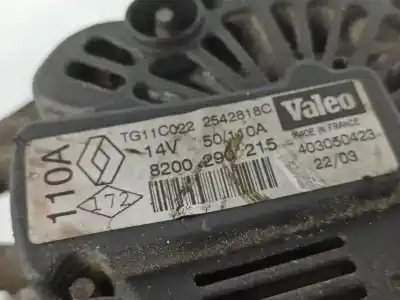 110A
172
TG11C022 2542818C
14V 50/110A
8200 290 215
Valeo
MADE IN FRANCE
403050423
22/03